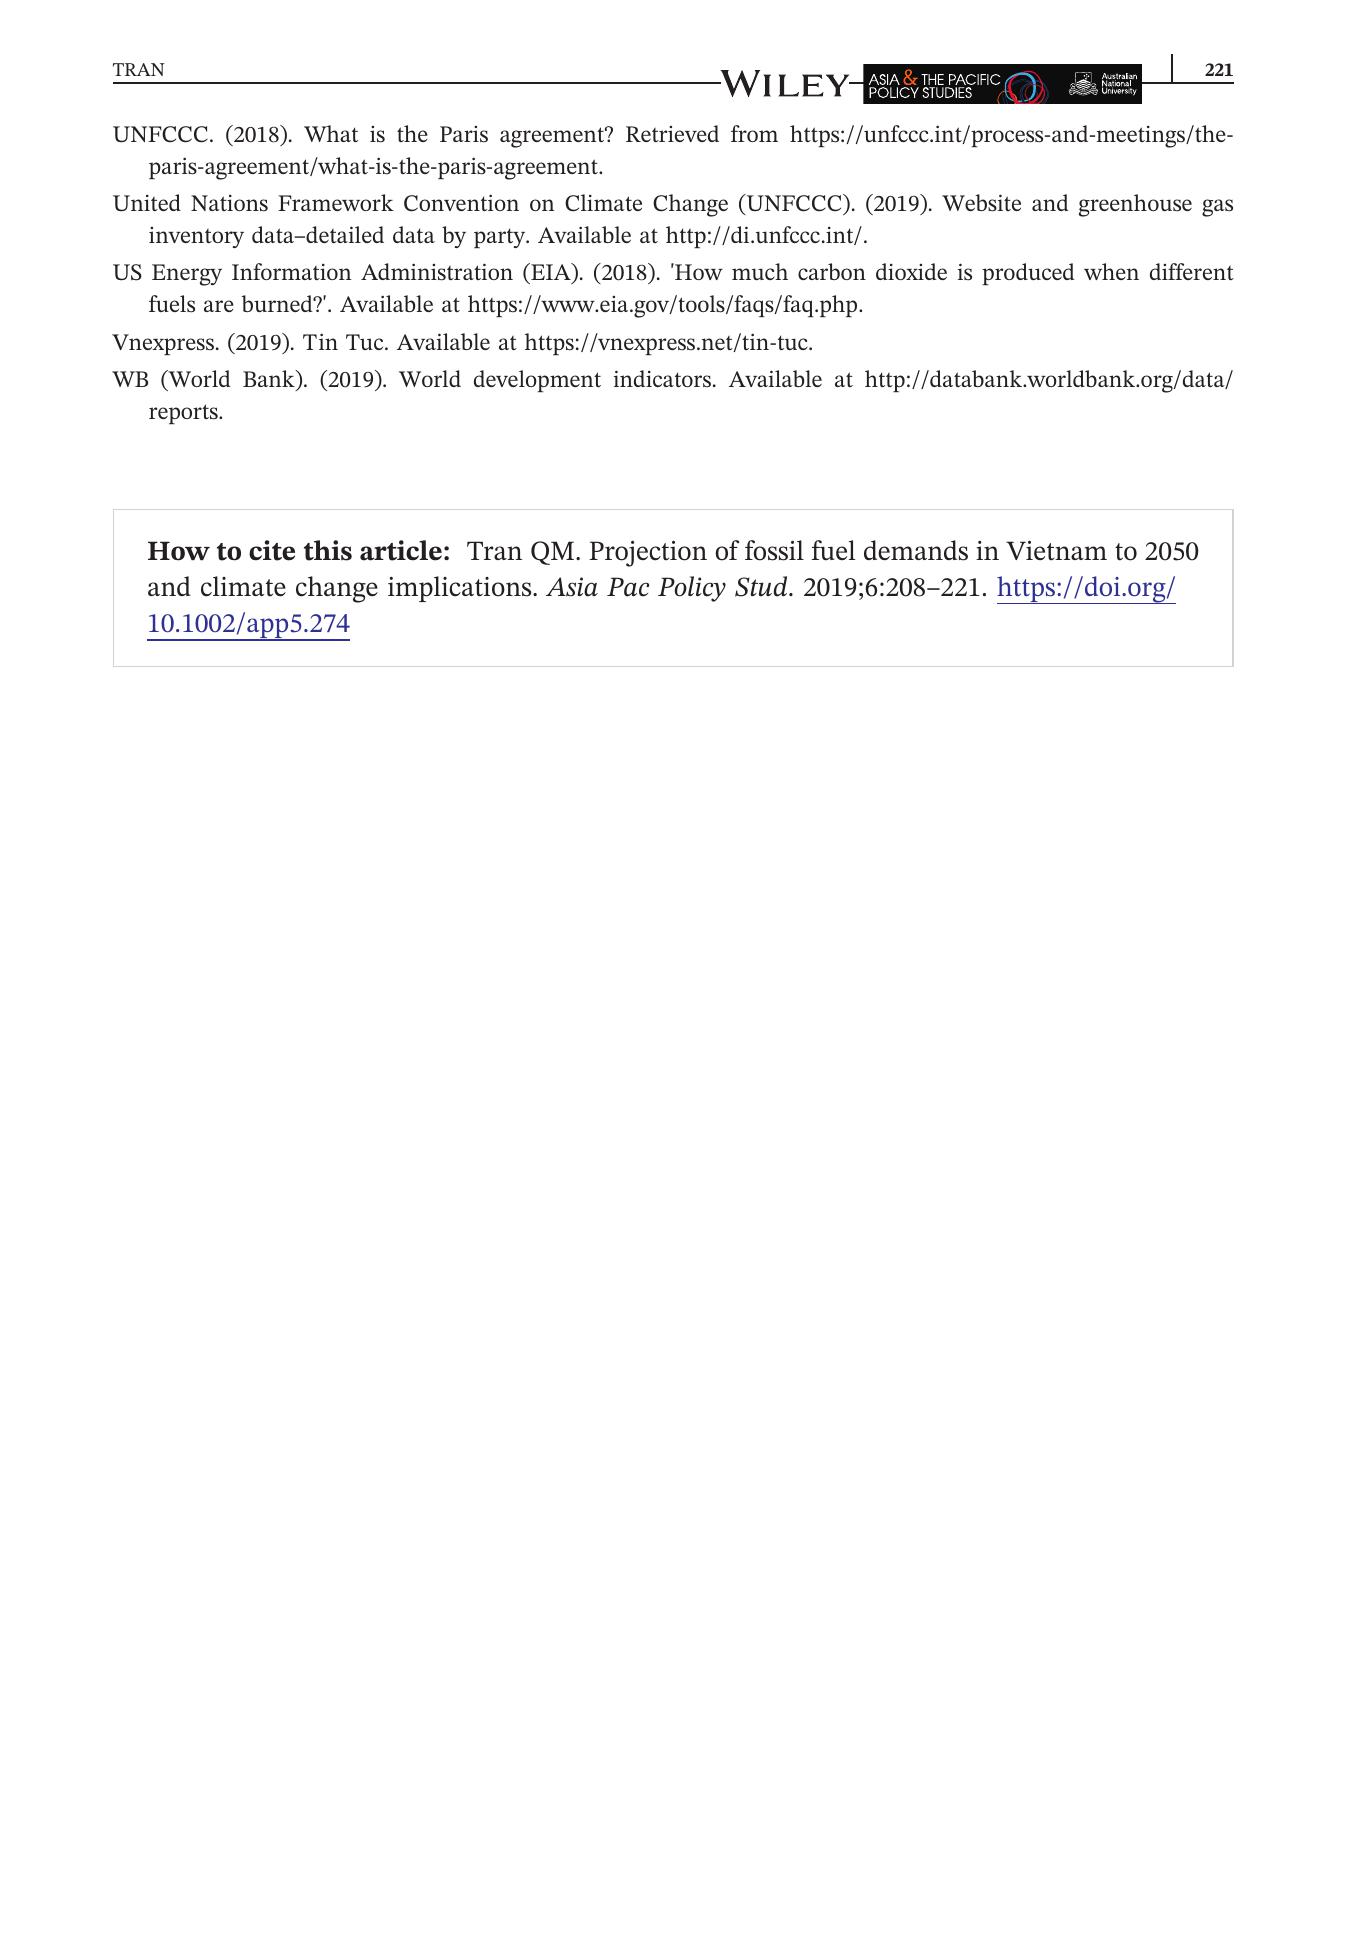 TRAN
WILEY
ASIA & THE PACIFIC
POLICY STUDIES
Australian
National
University
221
UNFCCC. (2018). What is the Paris agreement? Retrieved from https://unfccc.int/process-and-meetings/the-
paris-agreement/what-is-the-paris-agreement.
United Nations Framework Convention on Climate Change (UNFCCC). (2019). Website and greenhouse gas
inventory data–detailed data by party. Available at http://di.unfccc.int/.
US Energy Information Administration (EIA). (2018). 'How much carbon dioxide is produced when different
fuels are burned?'. Available at https://www.eia.gov/tools/faqs/faq.php.
Vnexpress. (2019). Tin Tuc. Available at https://vnexpress.net/tin-tuc.
WB (World Bank). (2019). World development indicators. Available at http://databank.worldbank.org/data/
reports.
How to cite this article: Tran QM. Projection of fossil fuel demands in Vietnam to 2050
and climate change implications. Asia Pac Policy Stud. 2019;6:208–221. https://doi.org/
10.1002/app5.274